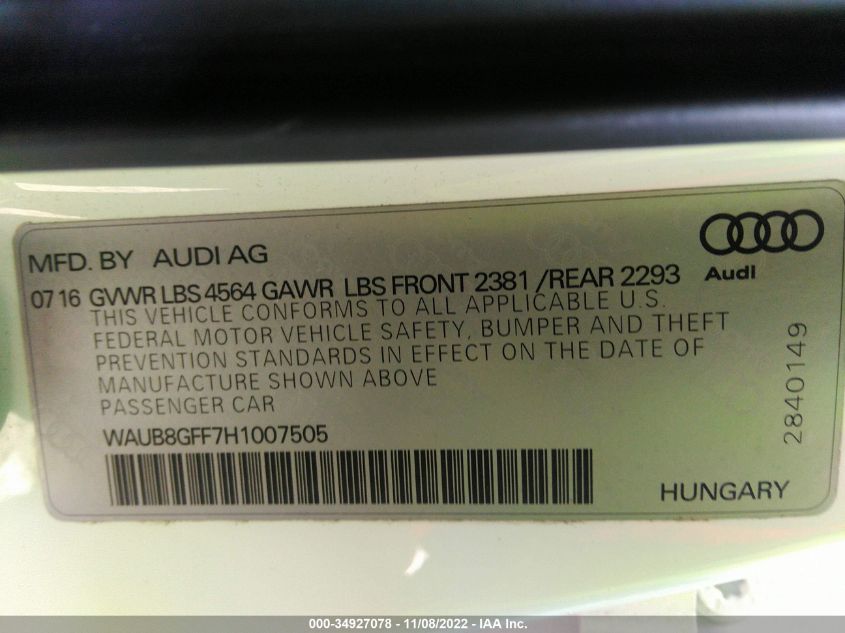 MFD. BY AUDI AG
Audi
07 16 GVWR LBS 4564 GAWR LBS FRONT 2381 /REAR 2293
THIS VEHICLE CONFORMS TO ALL APPLICABLE U.S.
FEDERAL MOTOR VEHICLE SAFETY, BUMPER AND THEFT
PREVENTION STANDARDS IN EFFECT ON THE DATE OF
MANUFACTURE SHOWN ABOVE
PASSENGER CAR
WAUB8GFF7H1007505
2840149
HUNGARY
000-34927078 - 11/08/2022 - IAA Inc.